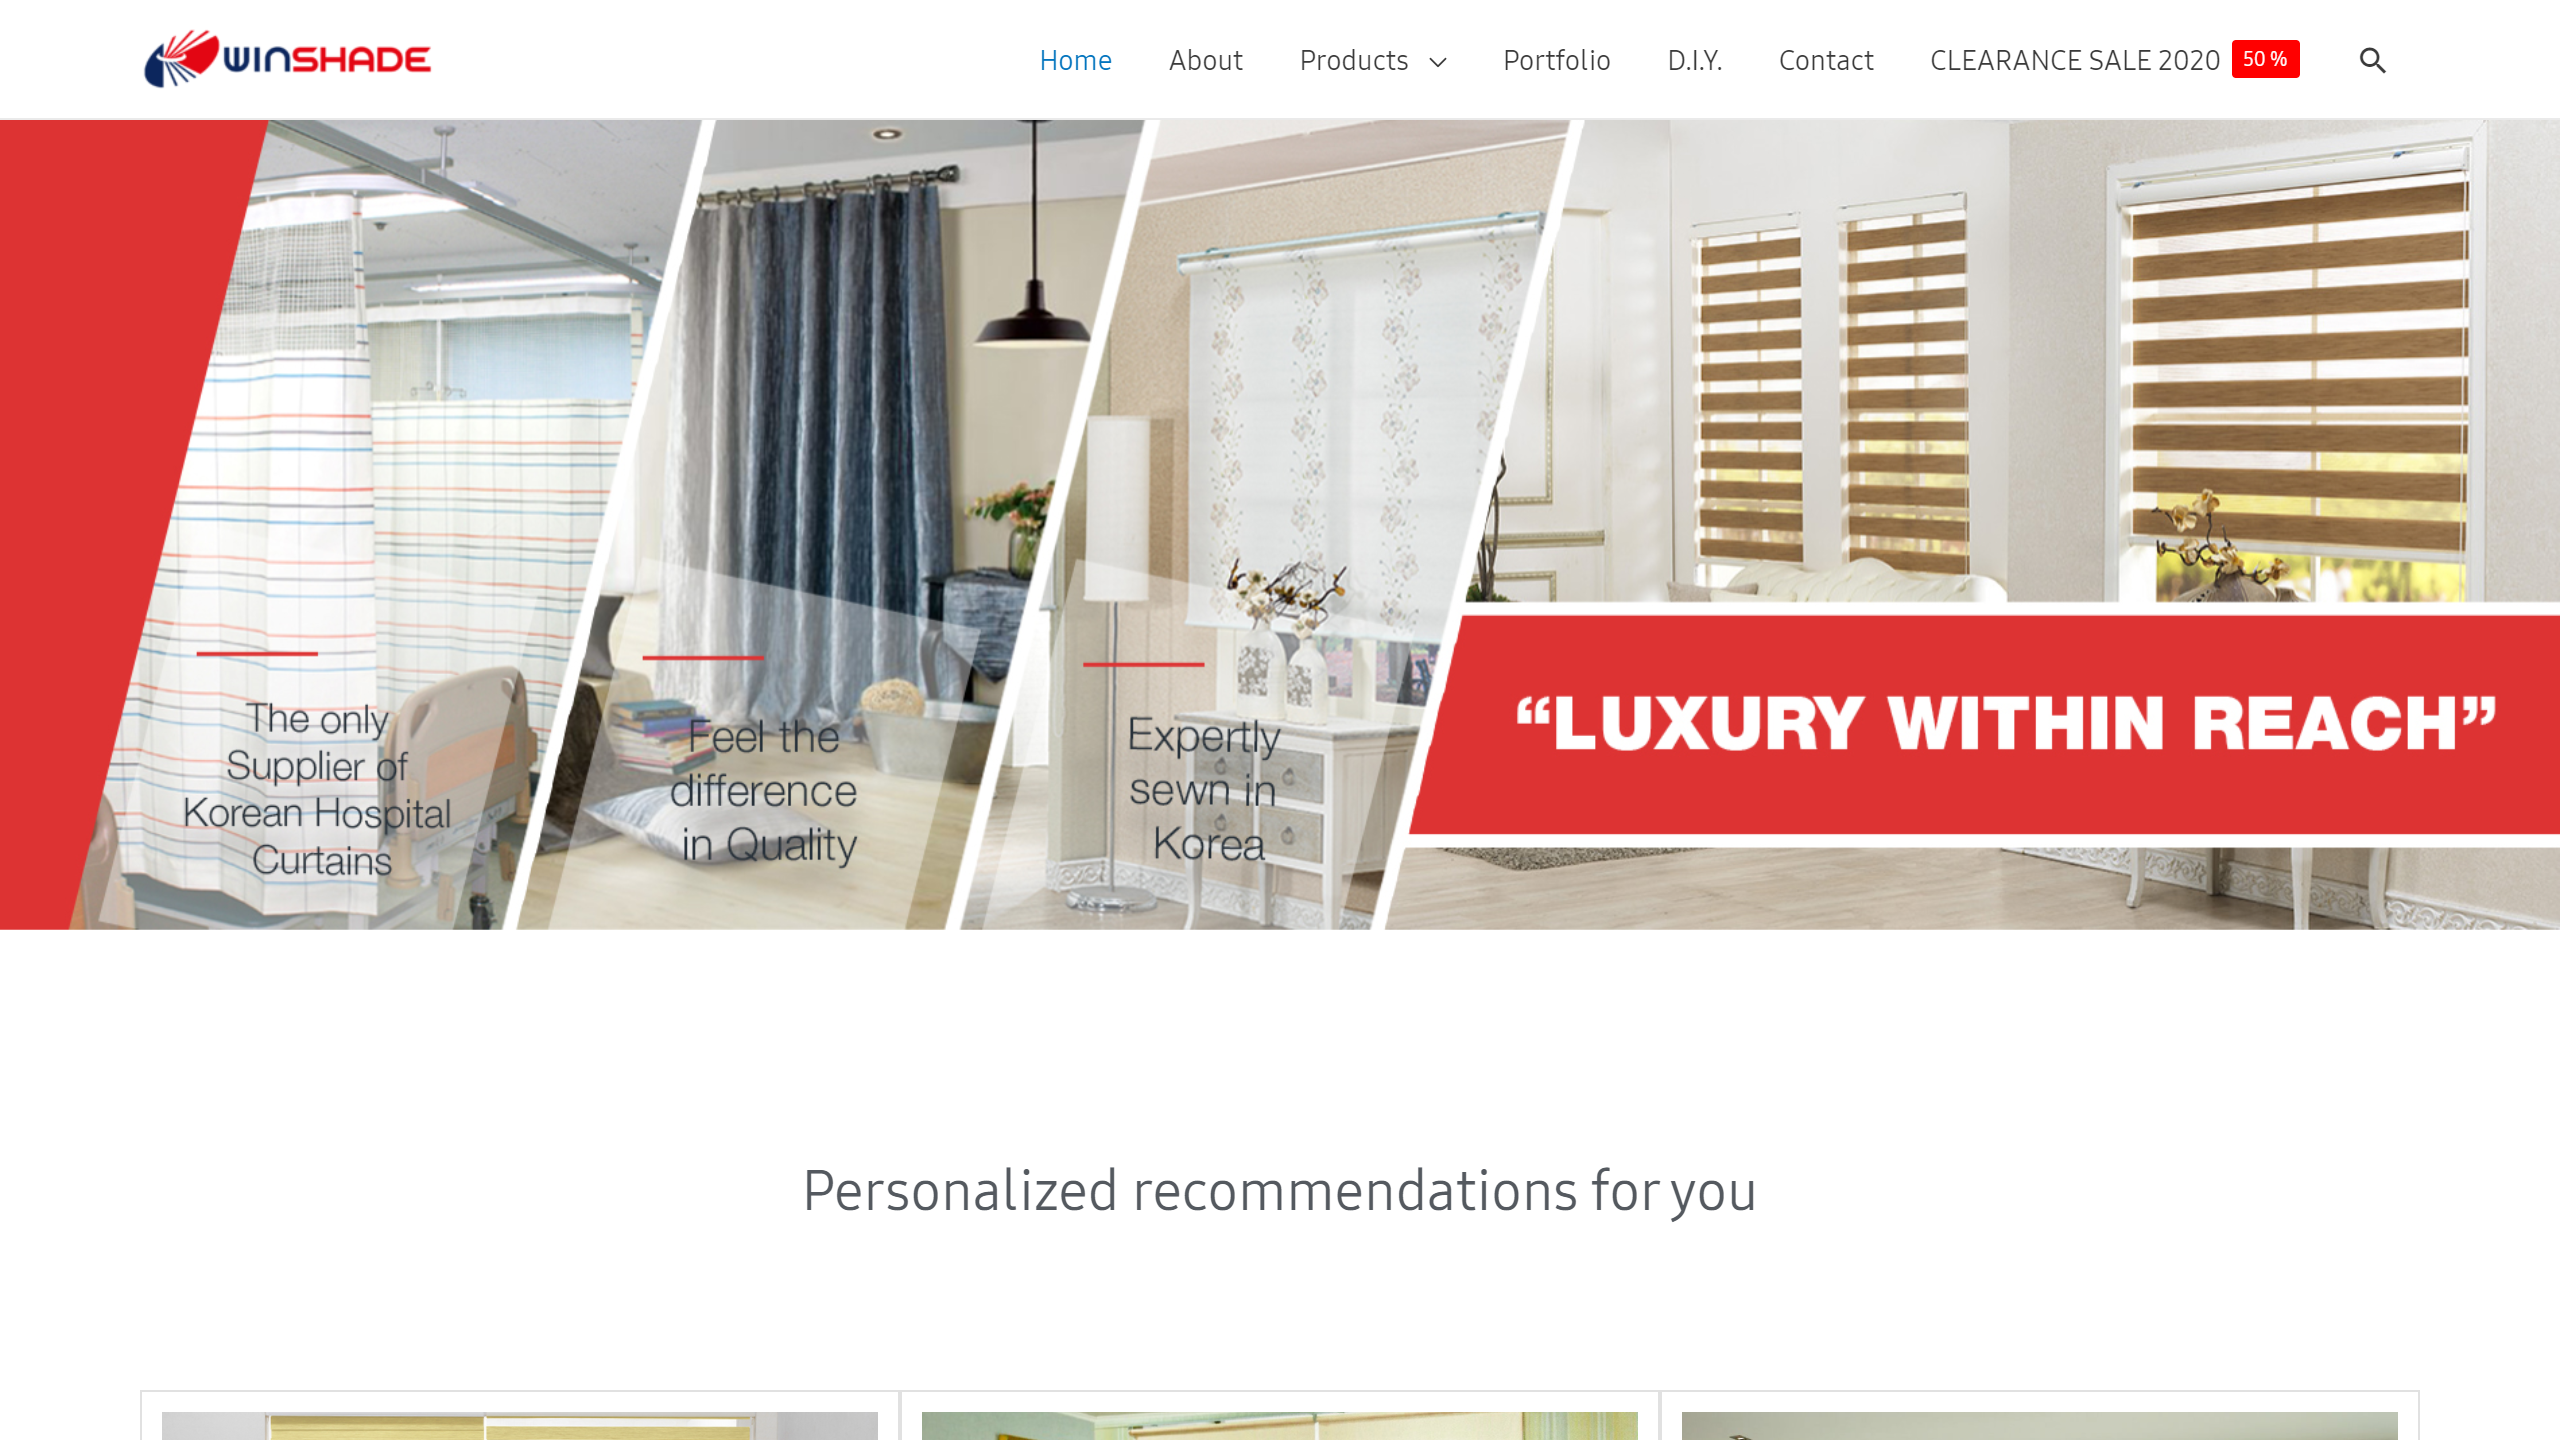 WINSHADE
Home
About
Products
Portfolio
D.I.Y.
Contact
CLEARANCE SALE 2020
50 %
The only
Supplier of
Korean Hospital
Curtains
Feel the
difference
in Quality
Expertly
sewn in
Korea
“LUXURY WITHIN REACH”
Personalized recommendations for you